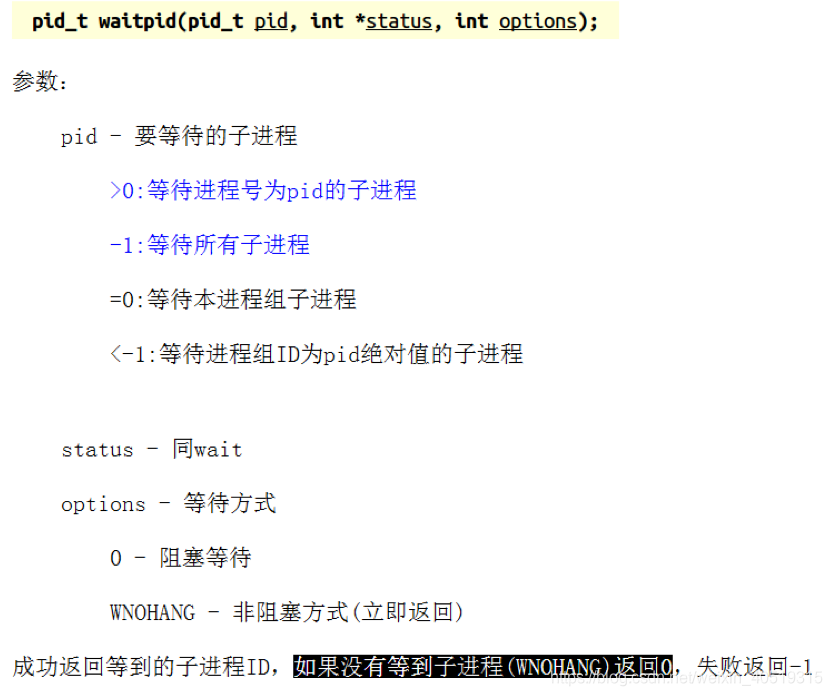 pid_t waitpid(pid_t pid, int *status, int options);
参数：
pid - 要等待的子进程
>0:等待进程号为pid的子进程
-1:等待所有子进程
=0:等待本进程组子进程
<-1:等待进程组ID为pid绝对值的子进程
status - 同wait
options - 等待方式
0 - 阻塞等待
WNOHANG - 非阻塞方式(立即返回)
成功返回等到的子进程ID，如果没有等到子进程(WNOHANG)返回0，失败返回-1
https://blog.csdn.net/weixin_40519315